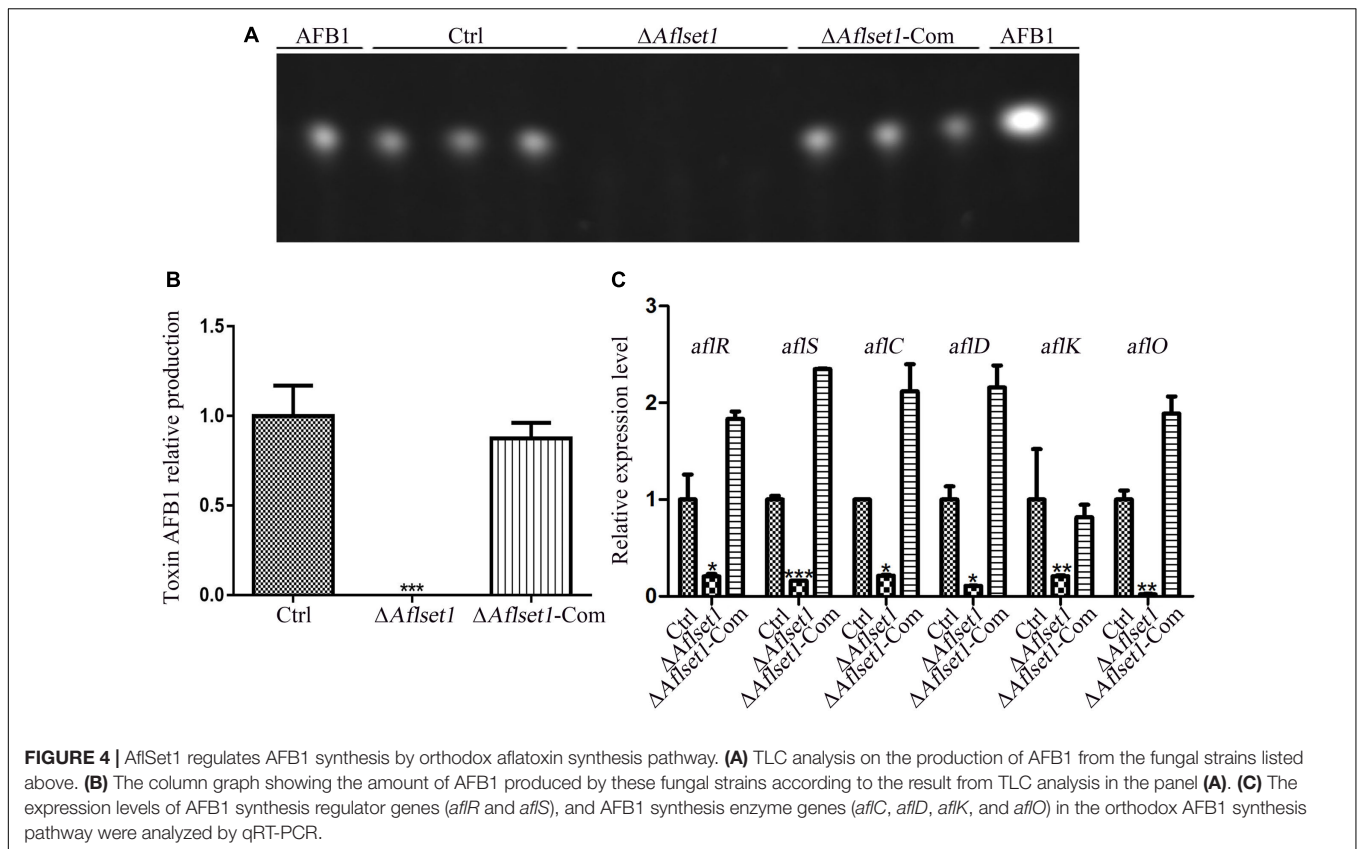 A AFB1 Ctrl ΔAflset1 ΔAflset1-Com AFB1
B
Toxin AFB1 relative production
1.5
1.0
0.5
0.0
***
Ctrl ΔAflset1 ΔAflset1-Com
C
Relative expression level
3
2
1
0
aflR aflS aflC aflD aflK aflO
* *** * * ** **
Ctrl ΔAflset1 ΔAflset1-Com Ctrl ΔAflset1 ΔAflset1-Com Ctrl ΔAflset1 ΔAflset1-Com Ctrl ΔAflset1 ΔAflset1-Com Ctrl ΔAflset1 ΔAflset1-Com Ctrl ΔAflset1 ΔAflset1-Com
FIGURE 4 | AflSet1 regulates AFB1 synthesis by orthodox aflatoxin synthesis pathway. (A) TLC analysis on the production of AFB1 from the fungal strains listed
above. (B) The column graph showing the amount of AFB1 produced by these fungal strains according to the result from TLC analysis in the panel (A). (C) The
expression levels of AFB1 synthesis regulator genes (aflR and aflS), and AFB1 synthesis enzyme genes (aflC, aflD, aflK, and aflO) in the orthodox AFB1 synthesis
pathway were analyzed by qRT-PCR.